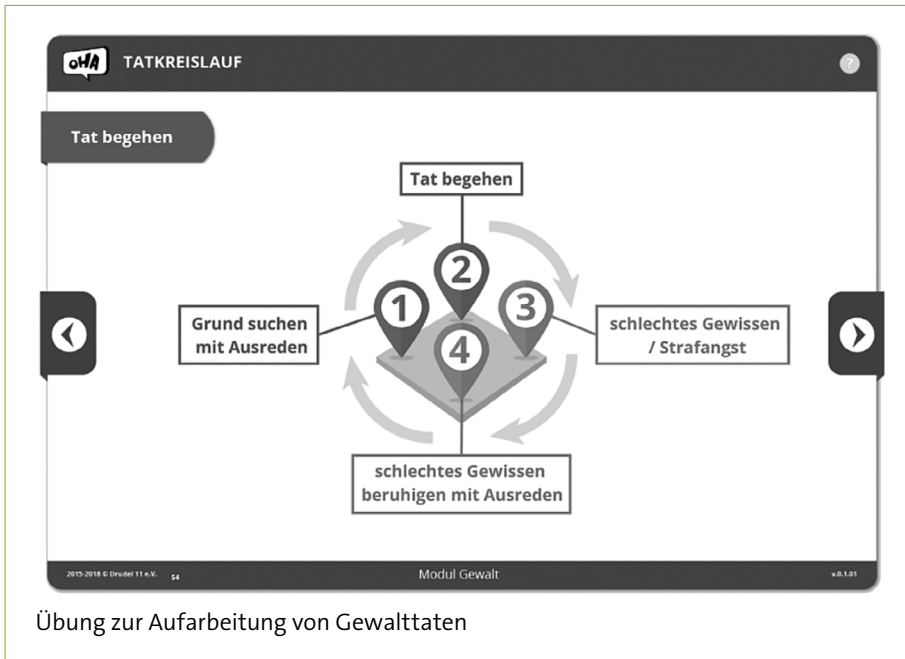 oHA TATKREISLAUF ?
Tat begehen
Tat begehen
2
1
3
4
Grund suchen
mit Ausreden
schlechtes Gewissen
/ Strafangst
schlechtes Gewissen
beruhigen mit Ausreden
2015-2018 © Drudel 11 e.V. 54 Modul Gewalt v.0.1.01
Übung zur Aufarbeitung von Gewalttaten